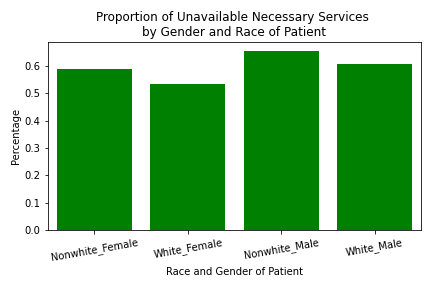 Proportion of Unavailable Necessary Services
by Gender and Race of Patient
Percentage
0.6
0.5
0.4
0.3
0.2
0.1
0.0
Nonwhite_Female
White_Female
Nonwhite_Male
White_Male
Race and Gender of Patient